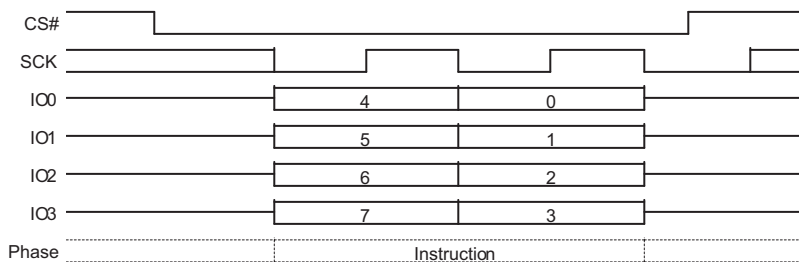 CS#
SCK
IO0 4 0
IO1 5 1
IO2 6 2
IO3 7 3
Phase Instruction